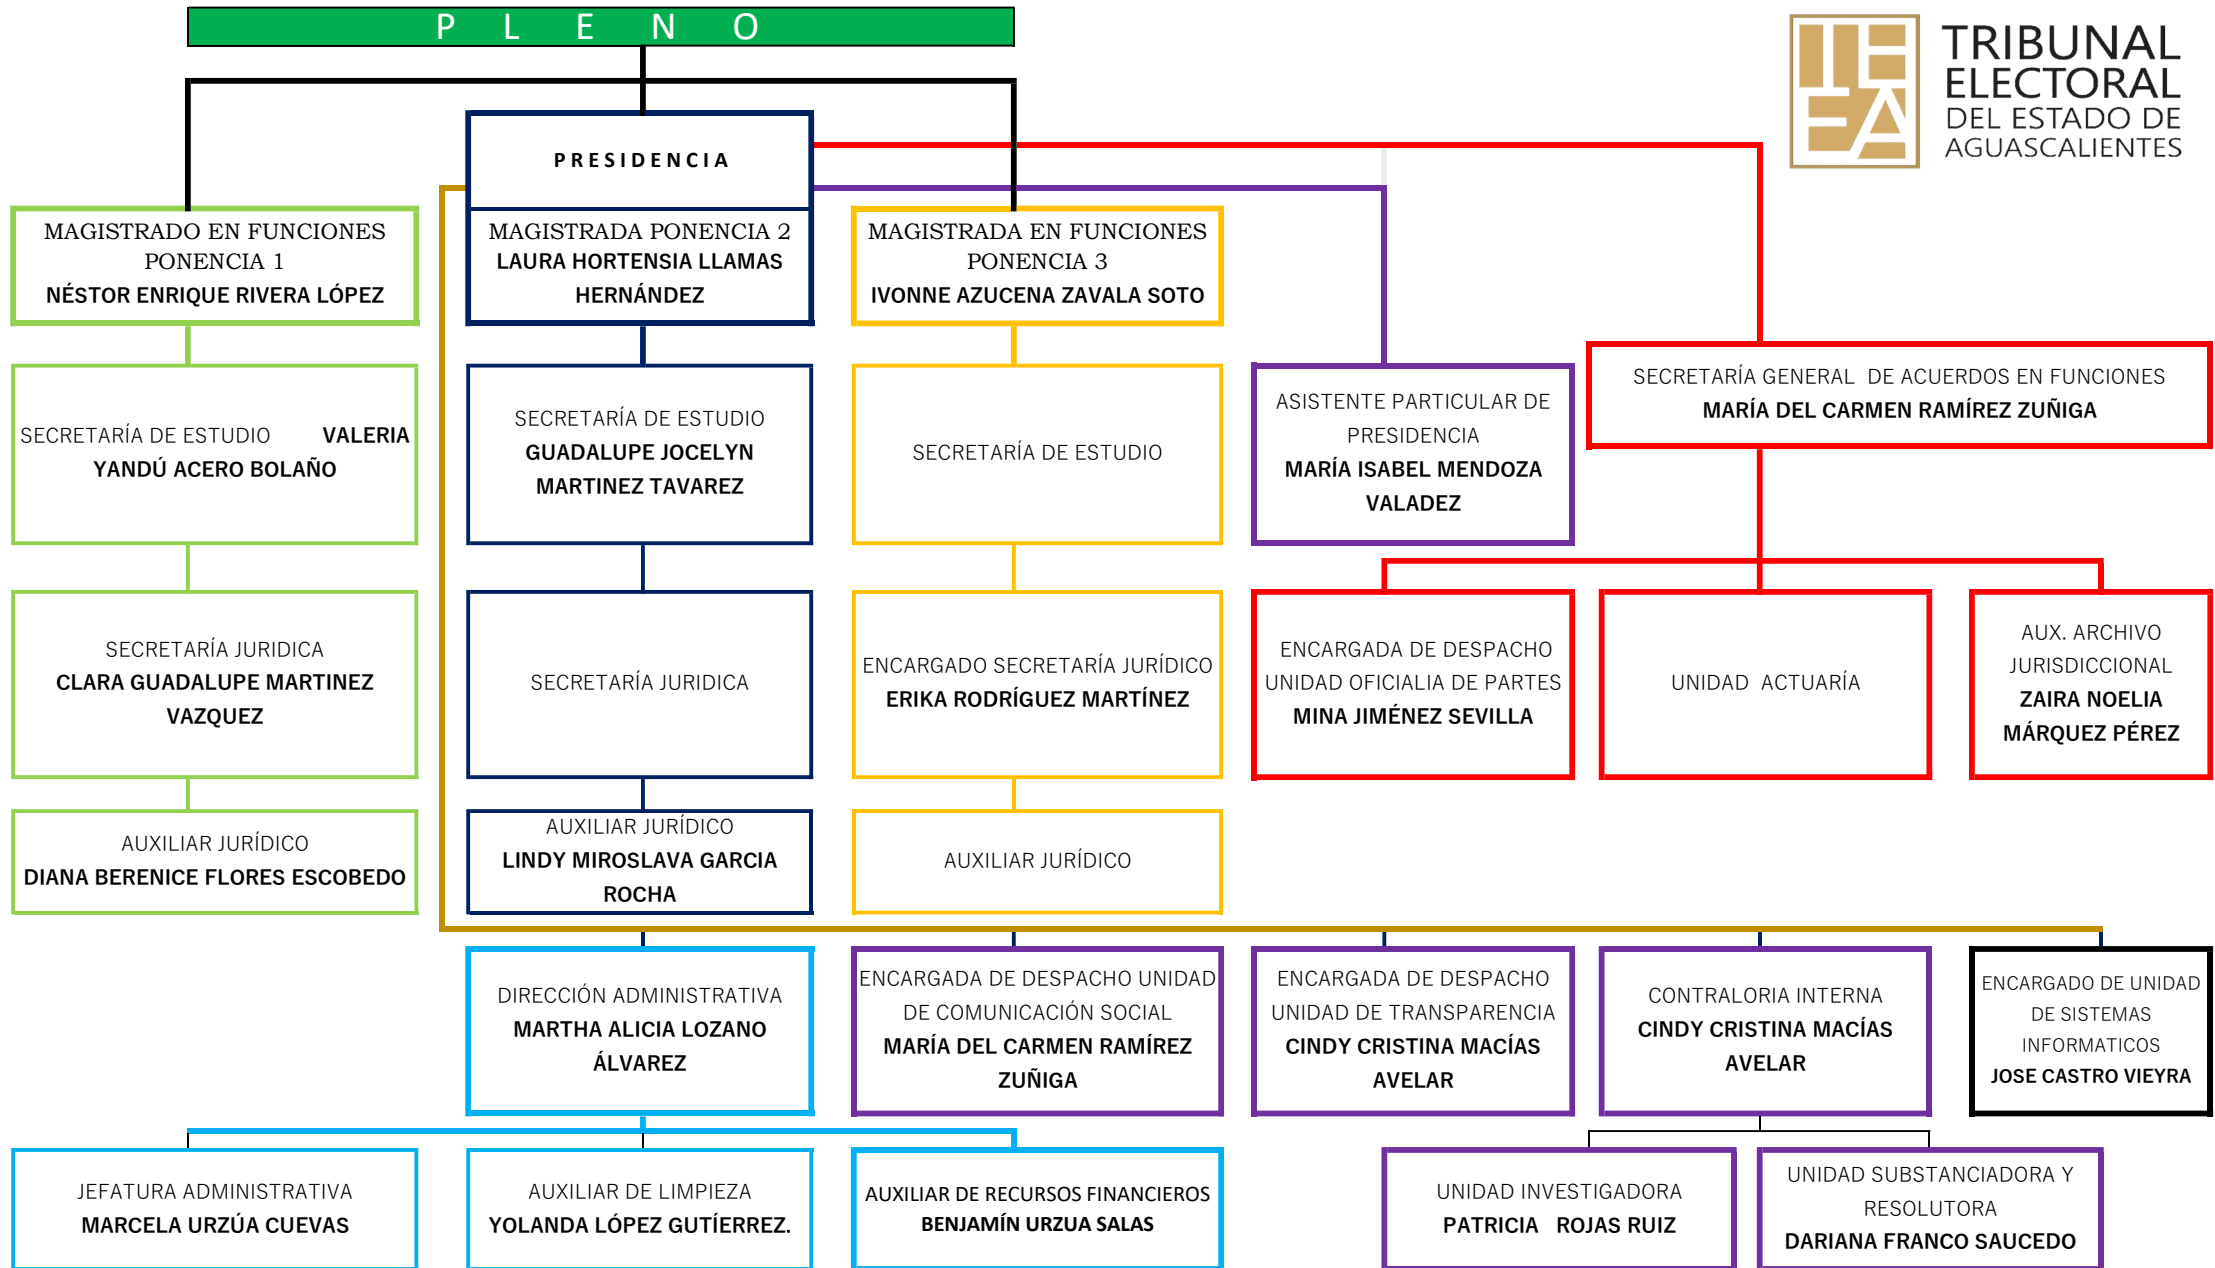 P L E N O
TEEA
TRIBUNAL
ELECTORAL
DEL ESTADO DE
AGUASCALIENTES
PRESIDENCIA
MAGISTRADO EN FUNCIONES
PONENCIA 1
NÉSTOR ENRIQUE RIVERA LÓPEZ
MAGISTRADA PONENCIA 2
LAURA HORTENSIA LLAMAS
HERNÁNDEZ
MAGISTRADA EN FUNCIONES
PONENCIA 3
IVONNE AZUCENA ZAVALA SOTO
SECRETARÍA DE ESTUDIO VALERIA
YANDÚ ACERO BOLAÑO
SECRETARÍA DE ESTUDIO
GUADALUPE JOCELYN
MARTINEZ TAVAREZ
SECRETARÍA DE ESTUDIO
ASISTENTE PARTICULAR DE
PRESIDENCIA
MARÍA ISABEL MENDOZA
VALADEZ
SECRETARÍA GENERAL DE ACUERDOS EN FUNCIONES
MARÍA DEL CARMEN RAMÍREZ ZUÑIGA
SECRETARÍA JURIDICA
CLARA GUADALUPE MARTINEZ
VAZQUEZ
SECRETARÍA JURIDICA
ENCARGADO SECRETARÍA JURÍDICO
ERIKA RODRÍGUEZ MARTÍNEZ
ENCARGADA DE DESPACHO
UNIDAD OFICIALIA DE PARTES
MINA JIMÉNEZ SEVILLA
UNIDAD ACTUARÍA
AUX. ARCHIVO
JURISDICCIONAL
ZAIRA NOELIA
MÁRQUEZ PÉREZ
AUXILIAR JURÍDICO
DIANA BERENICE FLORES ESCOBEDO
AUXILIAR JURÍDICO
LINDY MIROSLAVA GARCIA
ROCHA
AUXILIAR JURÍDICO
DIRECCIÓN ADMINISTRATIVA
MARTHA ALICIA LOZANO
ÁLVAREZ
ENCARGADA DE DESPACHO UNIDAD
DE COMUNICACIÓN SOCIAL
MARÍA DEL CARMEN RAMÍREZ
ZUÑIGA
ENCARGADA DE DESPACHO
UNIDAD DE TRANSPARENCIA
CINDY CRISTINA MACÍAS
AVELAR
CONTRALORIA INTERNA
CINDY CRISTINA MACÍAS
AVELAR
ENCARGADO DE UNIDAD
DE SISTEMAS
INFORMATICOS
JOSE CASTRO VIEYRA
JEFATURA ADMINISTRATIVA
MARCELA URZÚA CUEVAS
AUXILIAR DE LIMPIEZA
YOLANDA LÓPEZ GUTÍERREZ.
AUXILIAR DE RECURSOS FINANCIEROS
BENJAMÍN URZUA SALAS
UNIDAD INVESTIGADORA
PATRICIA ROJAS RUIZ
UNIDAD SUBSTANCIADORA Y
RESOLUTORA
DARIANA FRANCO SAUCEDO